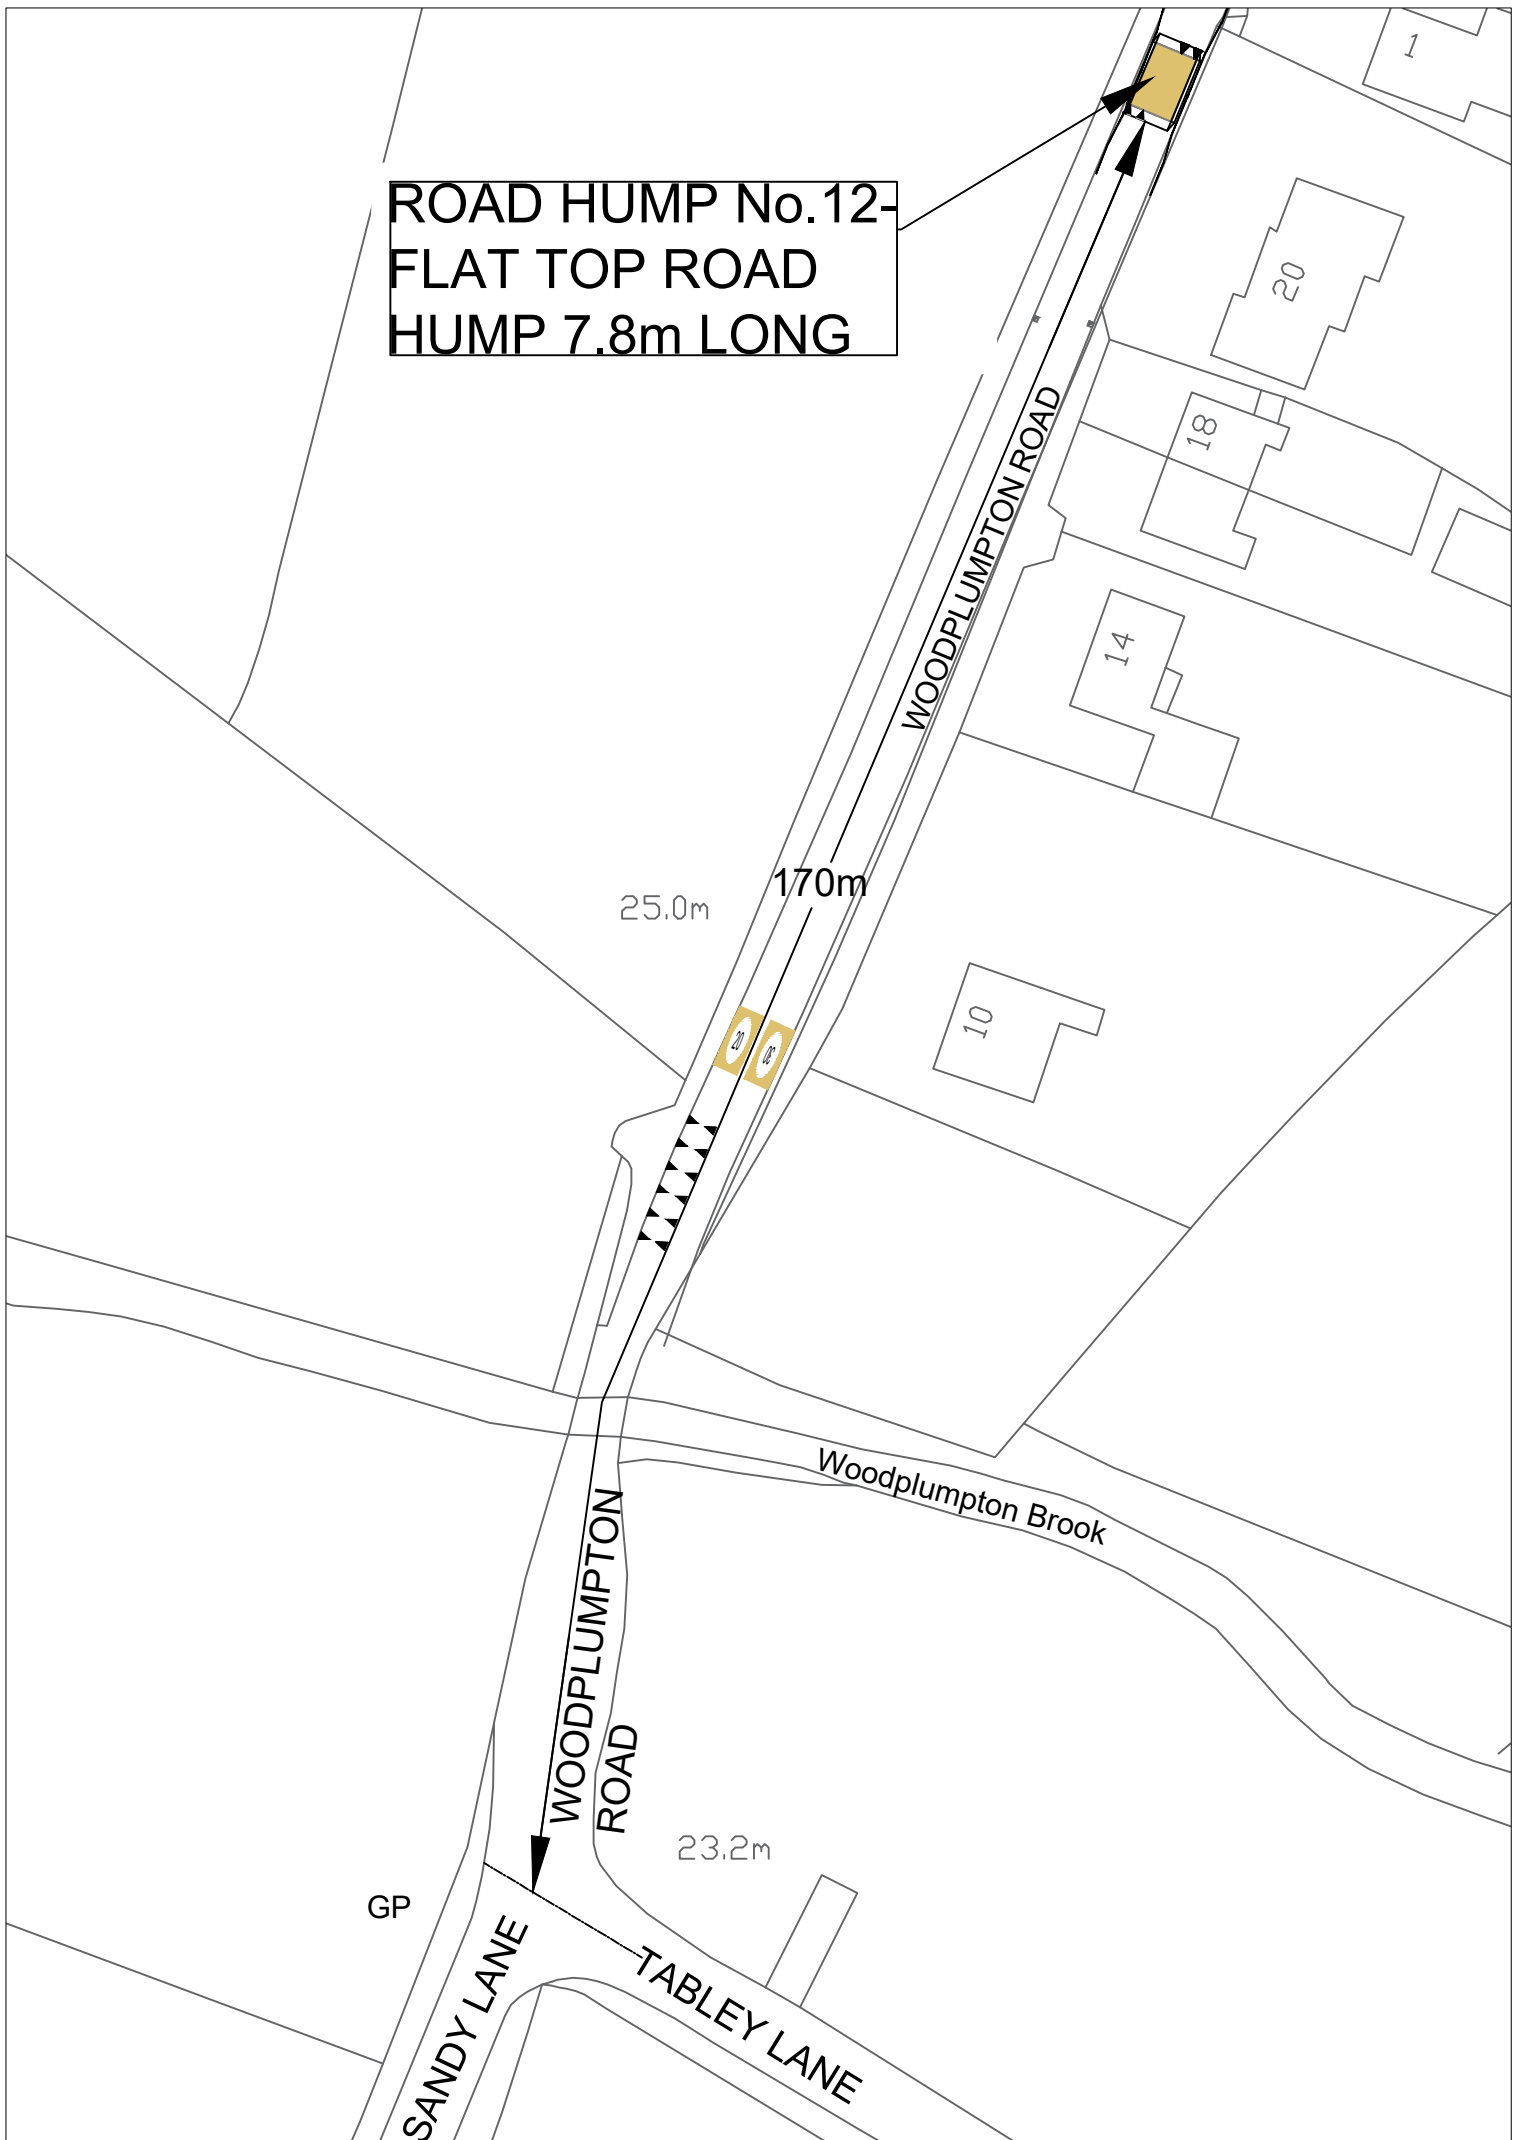 1
ROAD HUMP No.12-
FLAT TOP ROAD
HUMP 7.8m LONG
20
18
WOODPLUMPTON ROAD
14
170m
25.0m
10
20
30
Woodplumpton Brook
WOODPLUMPTON
ROAD
23.2m
GP
SANDY LANE
TABLEY LANE